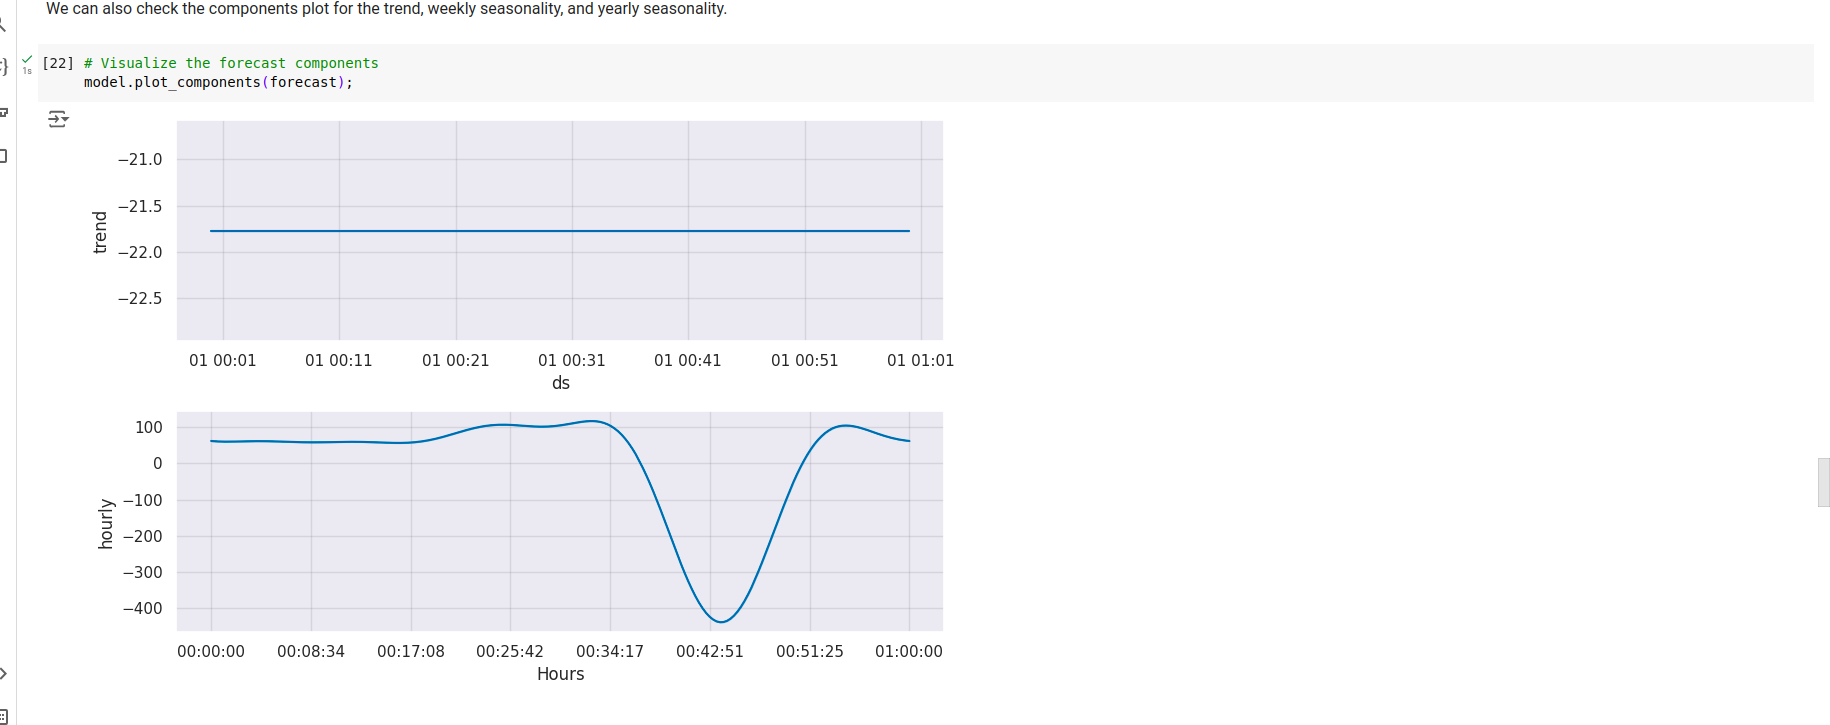 We can also check the components plot for the trend, weekly seasonality, and yearly seasonality.
[22] # Visualize the forecast components
1s
model.plot_components(forecast);
−21.0
−21.5
−22.0
−22.5
trend
01 00:01 01 00:11 01 00:21 01 00:31 01 00:41 01 00:51 01 01:01
ds
100
0
−100
−200
−300
−400
hourly
00:00:00 00:08:34 00:17:08 00:25:42 00:34:17 00:42:51 00:51:25 01:00:00
Hours